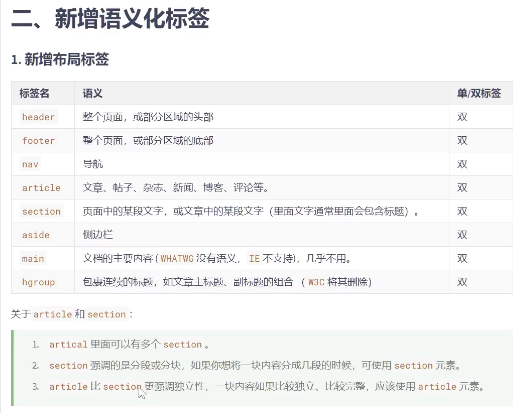 二、新增语义化标签
1. 新增布局标签
标签名 语义 单/双标签
header 整个页面，或部分区域的头部 双
footer 整个页面，或部分区域的底部 双
nav 导航 双
article 文章、帖子、杂志、新闻、博客、评论等。 双
section 页面中的某段文字，或文章中的某段文字（里面文字通常里面会包含标题）。 双
aside 侧边栏 双
main 文档的主要内容 ( WHATWG 没有语义， IE 不支持)，几乎不用。 双
hgroup 包裹连续的标题，如文章主标题、副标题的组合 （ W3C 将其删除） 双
关于 article 和 section ：
1. artical 里面可以有多个 section 。
2. section 强调的是分段或分块，如果你想将一块内容分成几段的时候，可使用 section 元素。
3. article 比 section 更强调独立性，一块内容如果比较独立、比较完整，应该使用 article 元素。